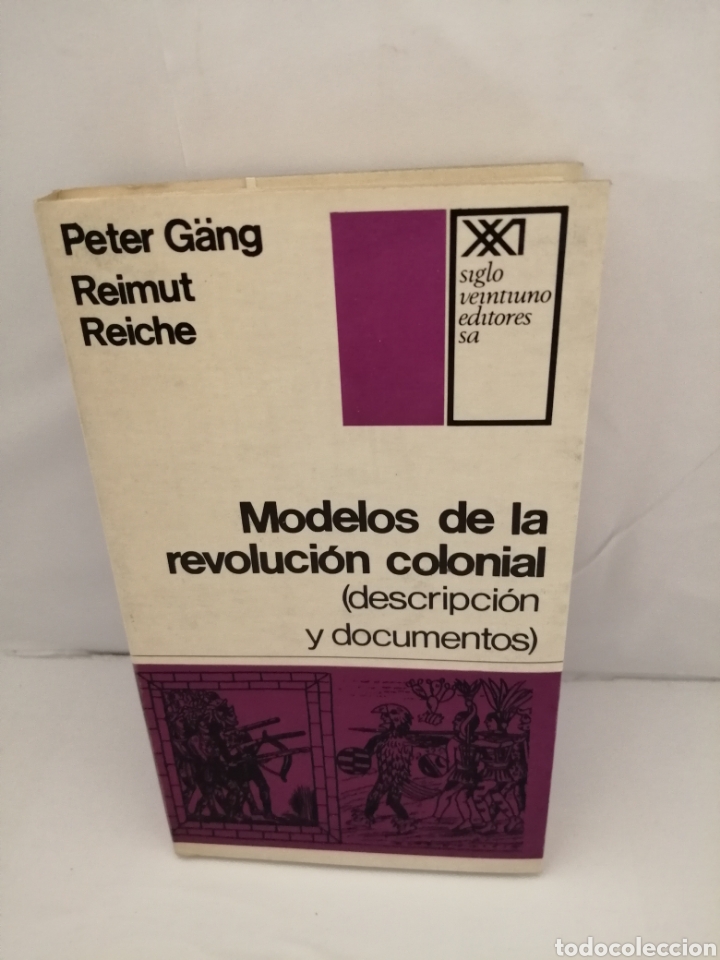 Peter Gäng
Reimut
Reiche
XXI
siglo
veintiuno
editores
sa
Modelos de la
revolución colonial
(descripción
y documentos)
todocoleccion